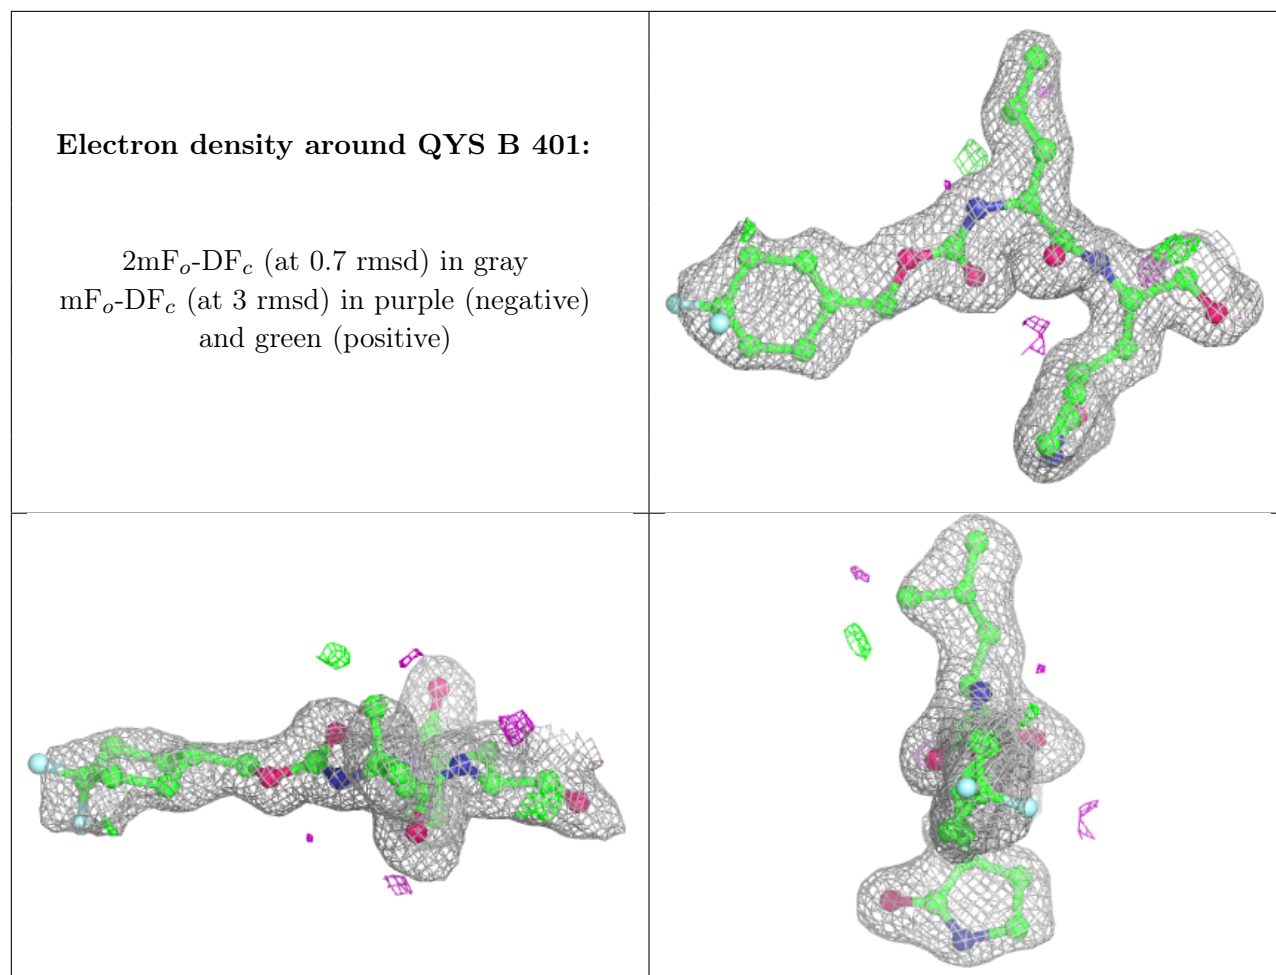 Electron density around QYS B 401:
2mFo-DFc (at 0.7 rmsd) in gray
mFo-DFc (at 3 rmsd) in purple (negative)
and green (positive)